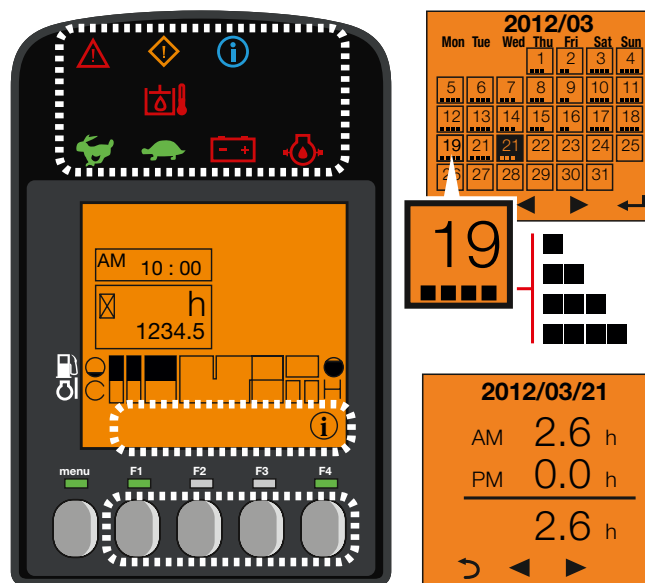 AM 10 : 00
h
1234.5
C H
i
menu F1 F2 F3 F4
2012/03
Mon Tue Wed Thu Fri Sat Sun
1 2 3 4
5 6 7 8 9 10 11
12 13 14 15 16 17 18
19 21 21 22 23 24 25
26 27 28 29 30 31
19
2012/03/21
AM 2.6 h
PM 0.0 h
2.6 h